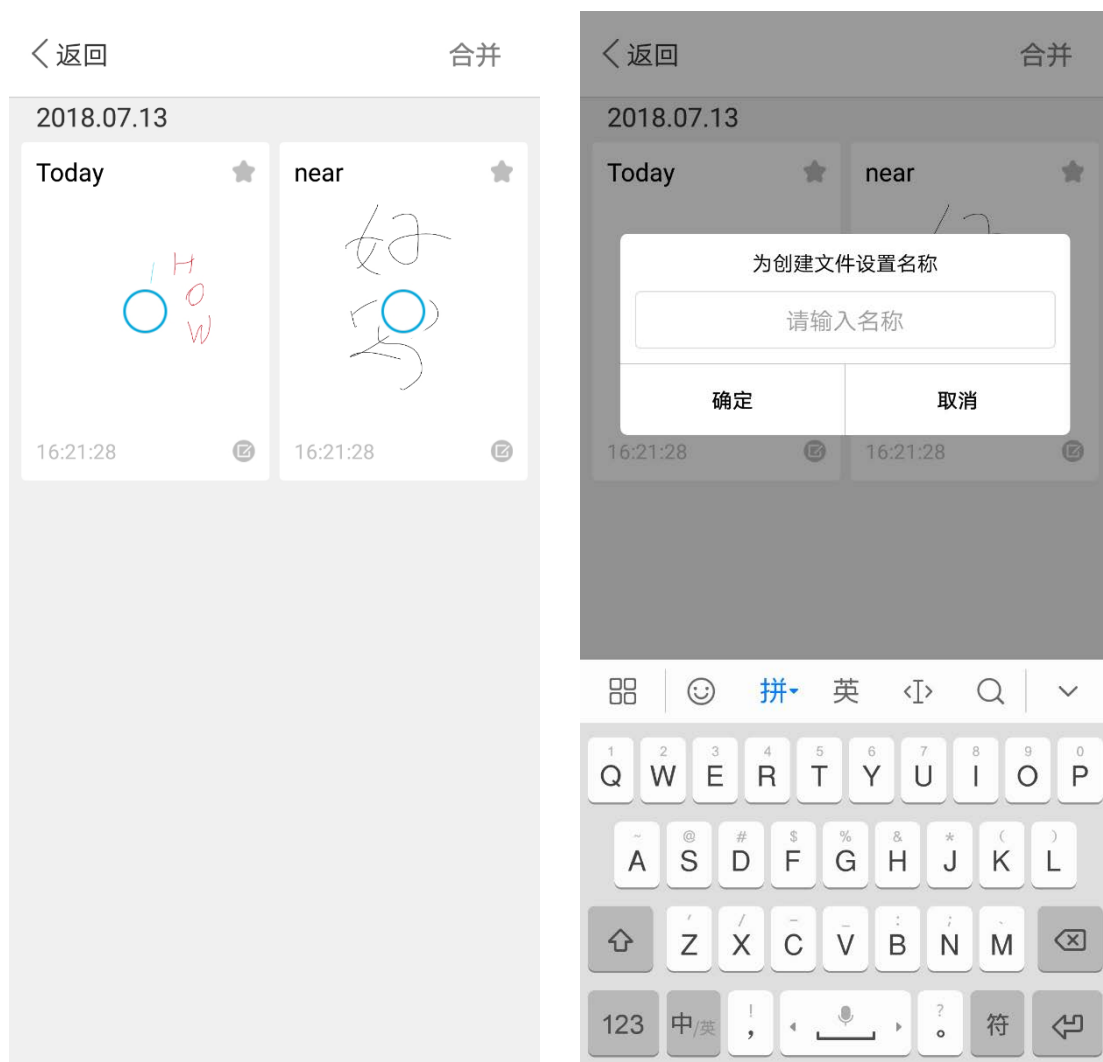 返回 合并
2018.07.13
Today near
H
O
W
好
16:21:28 16:21:28
返回 合并
2018.07.13
Today near
为创建文件设置名称
请输入名称
确定 取消
16:21:28 16:21:28
拼 英
1 2 3 4 5 6 7 8 9 0
Q W E R T Y U I O P
~ @ # $ % & * ( )
A S D F G H J K L
' / - _ : ; 、
Z X C V B N M
! ?
123 中/英 , 。 符